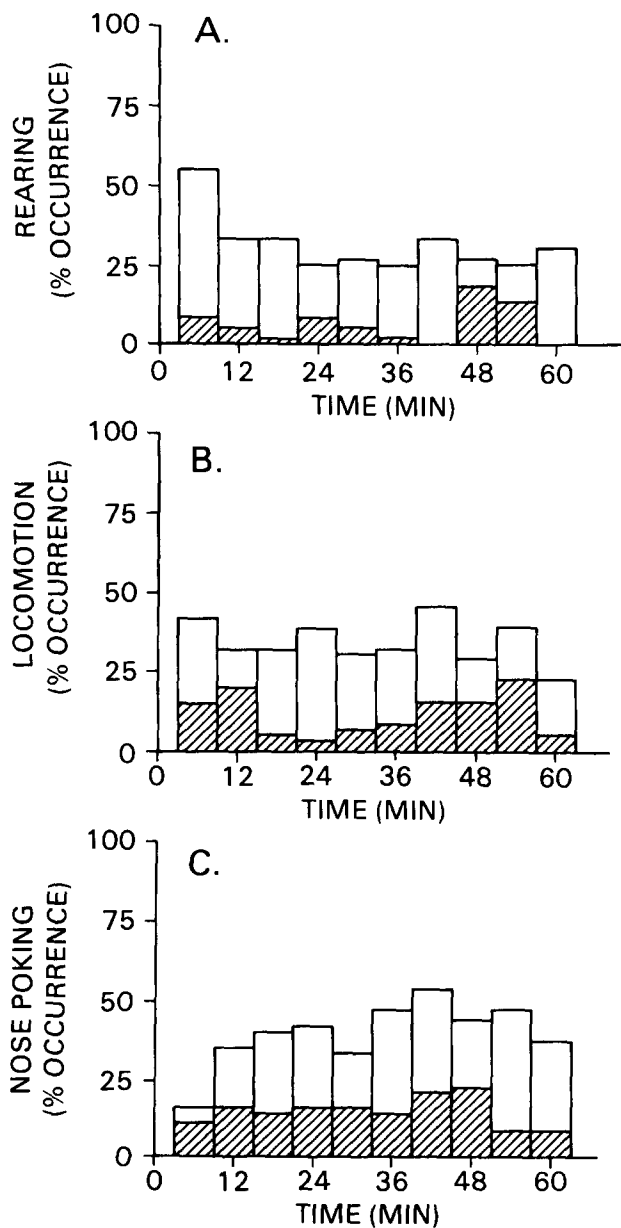 A.
REARING
(% OCCURRENCE)
100
75
50
25
0
0 12 24 36 48 60
TIME (MIN)
B.
LOCOMOTION
(% OCCURRENCE)
100
75
50
25
0
0 12 24 36 48 60
TIME (MIN)
C.
NOSE POKING
(% OCCURRENCE)
100
75
50
25
0
0 12 24 36 48 60
TIME (MIN)